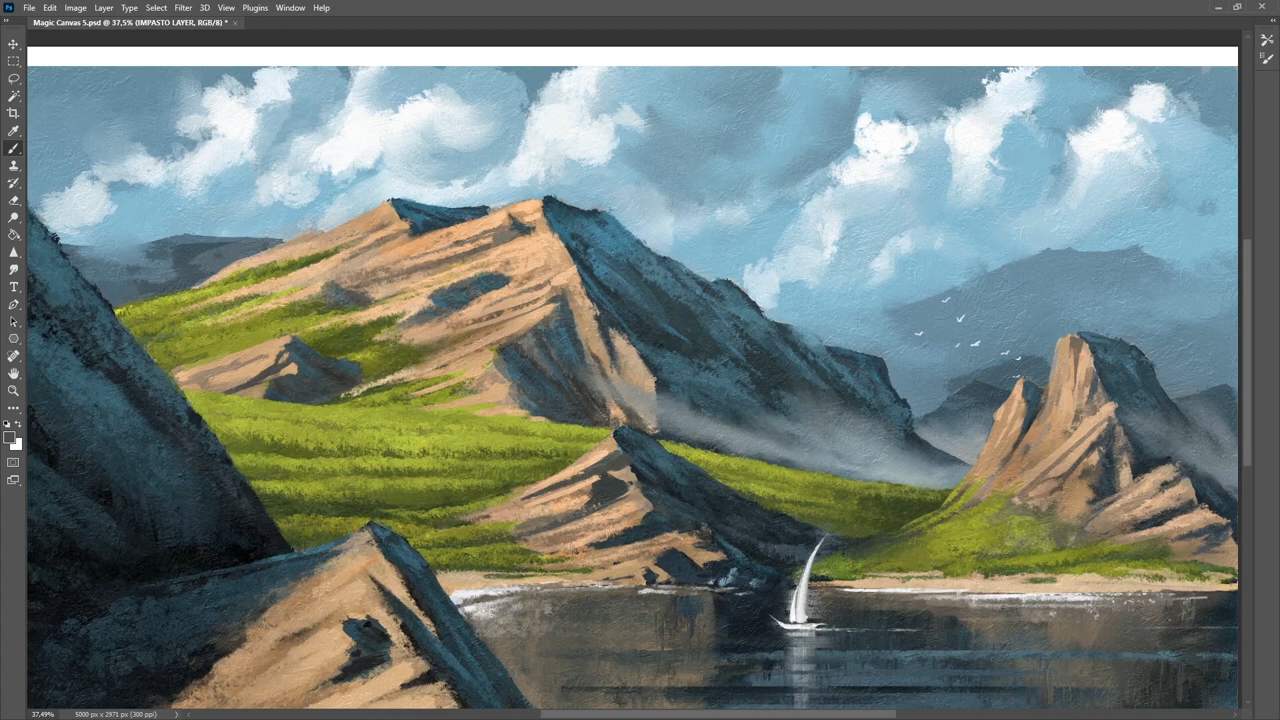 Ps File Edit Image Layer Type Select Filter 3D View Plugins Window Help
Magic Canvas 5.psd @ 37,5% (IMPASTO LAYER, RGB/8) *
37,49% 5000 px x 2971 px (300 ppi)